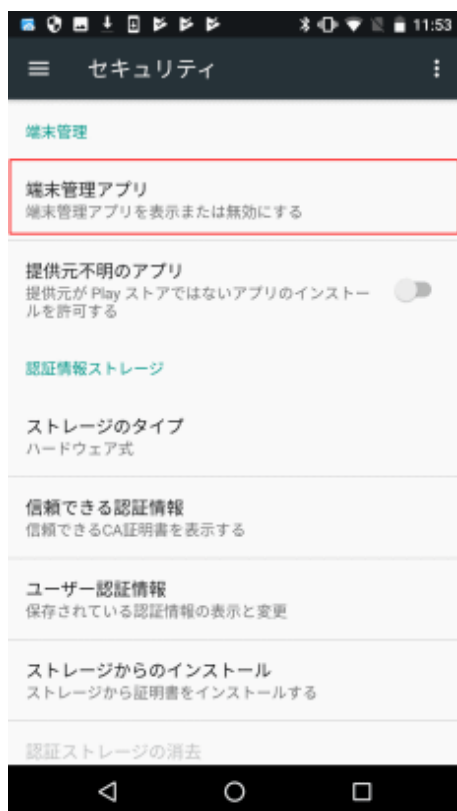 11:53
セキュリティ
端末管理
端末管理アプリ
端末管理アプリを表示または無効にする
提供元不明のアプリ
提供元が Play ストアではないアプリのインストー
ルを許可する
認証情報ストレージ
ストレージのタイプ
ハードウェア式
信頼できる認証情報
信頼できるCA証明書を表示する
ユーザー認証情報
保存されている認証情報の表示と変更
ストレージからのインストール
ストレージから証明書をインストールする
認証ストレージの消去